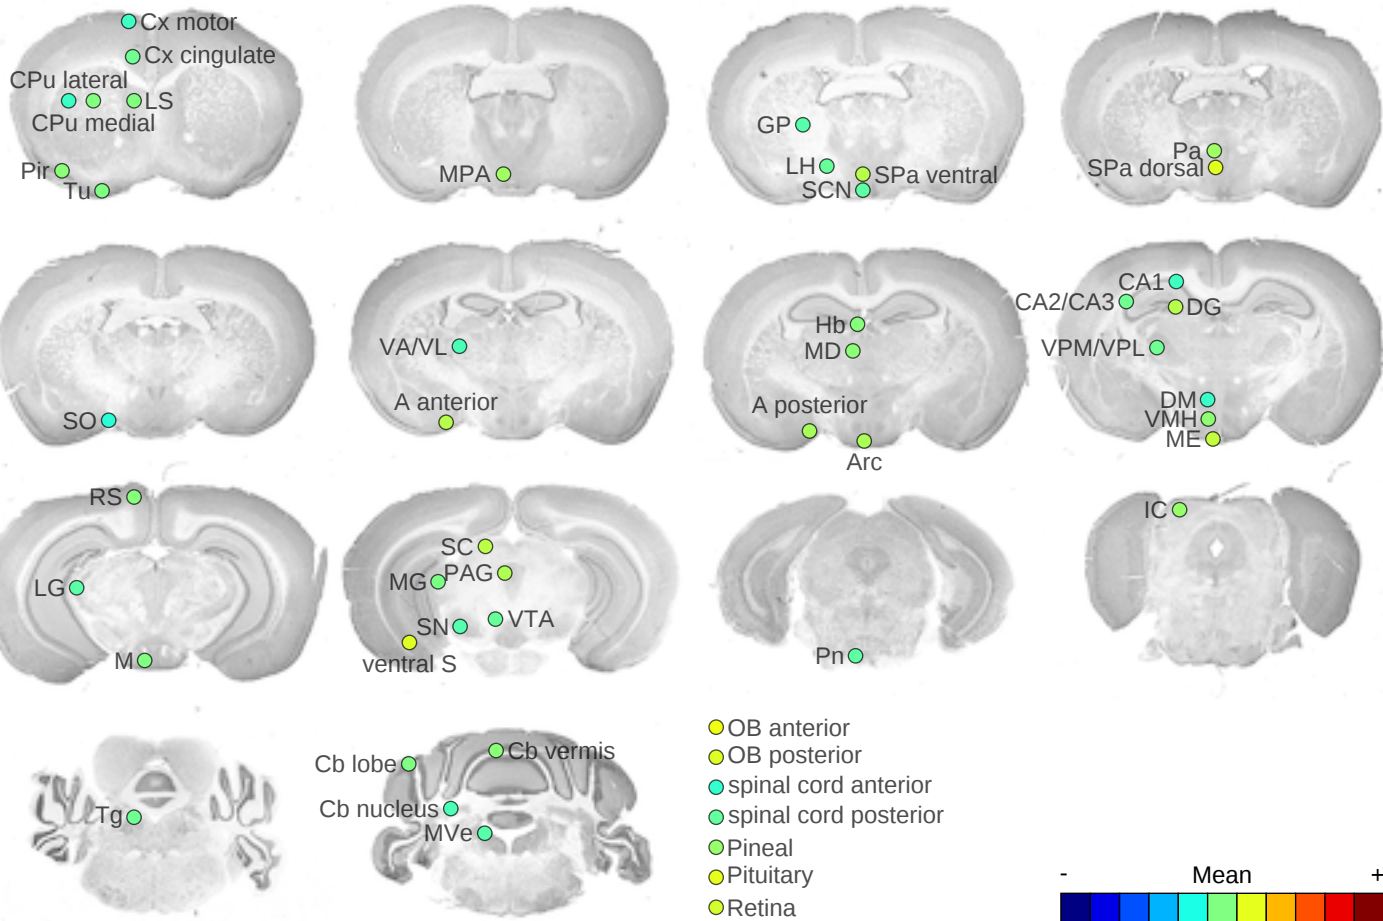 Cx motor
Cx cingulate
CPu lateral
LS
CPu medial
Pir
Tu
MPA
GP
LH
SPa ventral
SCN
Pa
SPa dorsal
SO
VA/VL
A anterior
Hb
MD
A posterior
Arc
CA1
CA2/CA3
DG
VPM/VPL
DM
VMH
ME
RS
LG
M
SC
PAG
MG
SN
VTA
ventral S
Pn
IC
Tg
Cb lobe
Cb vermis
Cb nucleus
MVe
OB anterior
OB posterior
spinal cord anterior
spinal cord posterior
Pineal
Pituitary
Retina
- Mean +